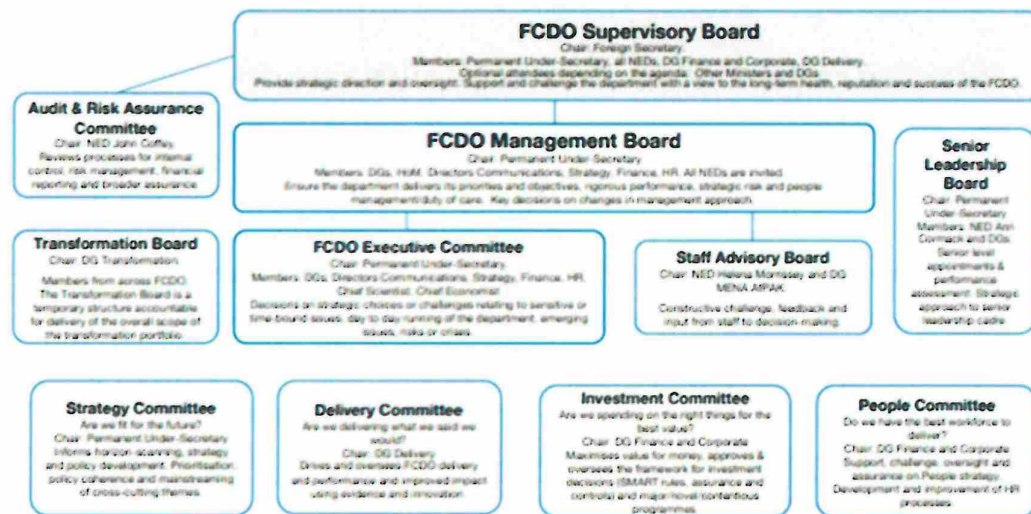 FCDO Supervisory Board
Chair: Foreign Secretary.
Members: Permanent Under-Secretary, all NEDs, DG Finance and Corporate, DG Delivery.
Optional attendees depending on the agenda: Other Ministers and DGs
Provide strategic direction and oversight. Support and challenge the department with a view to the long-term health, reputation and success of the FCDO.
Audit & Risk Assurance
Committee
Chair: NED John Coffey
Reviews processes for internal
control, risk management, financial
reporting and broader assurance.
FCDO Management Board
Chair: Permanent Under-Secretary
Members: DGs, HoM, Directors Communications, Strategy, Finance, HR. All NEDs are invited.
Ensure the department delivers its priorities and objectives, rigorous performance, strategic risk and people
management/duty of care. Key decisions on changes in management approach.
Senior
Leadership
Board
Chair: Permanent
Under-Secretary
Members: NED Ann
Cormack and DGs.
Senior level
appointments &
performance
assessment. Strategic
approach to senior
leadership cadre
Transformation Board
Chair: DG Transformation.
Members from across FCDO.
The Transformation Board is a
temporary structure accountable
for delivery of the overall scope of
the transformation portfolio.
FCDO Executive Committee
Chair: Permanent Under-Secretary.
Members: DGs, Directors Communications, Strategy, Finance, HR,
Chief Scientist, Chief Economist
Decisions on strategic choices or challenges relating to sensitive or
time-bound issues, day to day running of the department, emerging
issues, risks or crises.
Staff Advisory Board
Chair: NED Helena Morrissey and DG
MENA AfPAK.
Constructive challenge, feedback and
input from staff to decision-making.
Strategy Committee
Are we fit for the future?
Chair: Permanent Under-Secretary
Informs horizon-scanning, strategy
and policy development. Prioritisation,
policy coherence and mainstreaming
of cross-cutting themes
Delivery Committee
Are we delivering what we said we
would?
Chair: DG Delivery
Drives and oversees FCDO delivery
and performance and improved impact
using evidence and innovation
Investment Committee
Are we spending on the right things for the
best value?
Chair: DG Finance and Corporate
Maximises value for money, approves &
oversees the framework for investment
decisions (SMART rules, assurance and
controls) and major/novel contentious
programmes
People Committee
Do we have the best workforce to
deliver?
Chair: DG Finance and Corporate
Support, challenge, oversight and
assurance on People strategy.
Development and improvement of HR
processes.